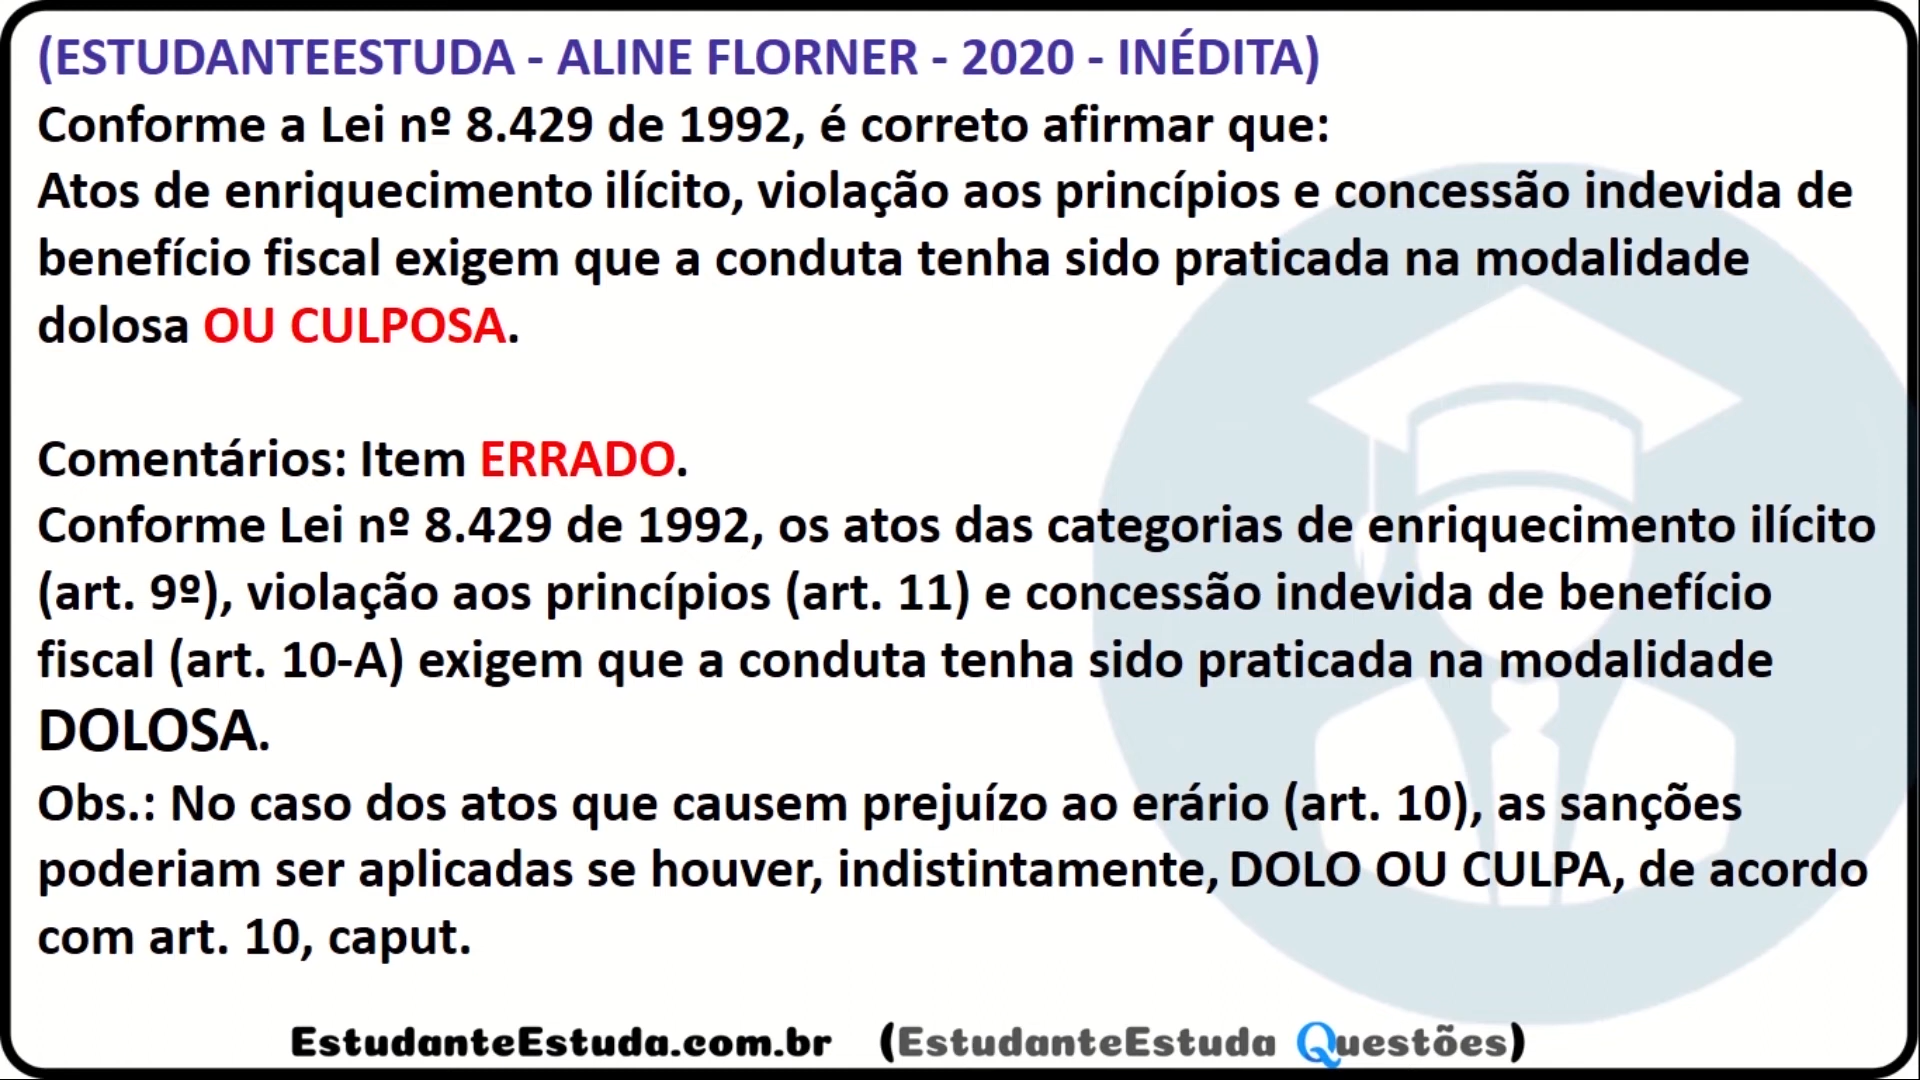 (ESTUDANTEESTUDA - ALINE FLORNER - 2020 - INÉDITA)
Conforme a Lei nº 8.429 de 1992, é correto afirmar que:
Atos de enriquecimento ilícito, violação aos princípios e concessão indevida de
benefício fiscal exigem que a conduta tenha sido praticada na modalidade
dolosa OU CULPOSA.
Comentários: Item ERRADO.
Conforme Lei nº 8.429 de 1992, os atos das categorias de enriquecimento ilícito
(art. 9º), violação aos princípios (art. 11) e concessão indevida de benefício
fiscal (art. 10-A) exigem que a conduta tenha sido praticada na modalidade
DOLOSA.
Obs.: No caso dos atos que causem prejuízo ao erário (art. 10), as sanções
poderiam ser aplicadas se houver, indistintamente, DOLO OU CULPA, de acordo
com art. 10, caput.
EstudanteEstuda.com.br (EstudanteEstuda Questões)